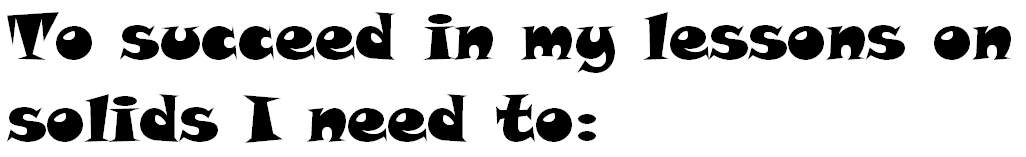 To succeed in my lessons on
solids I need to: